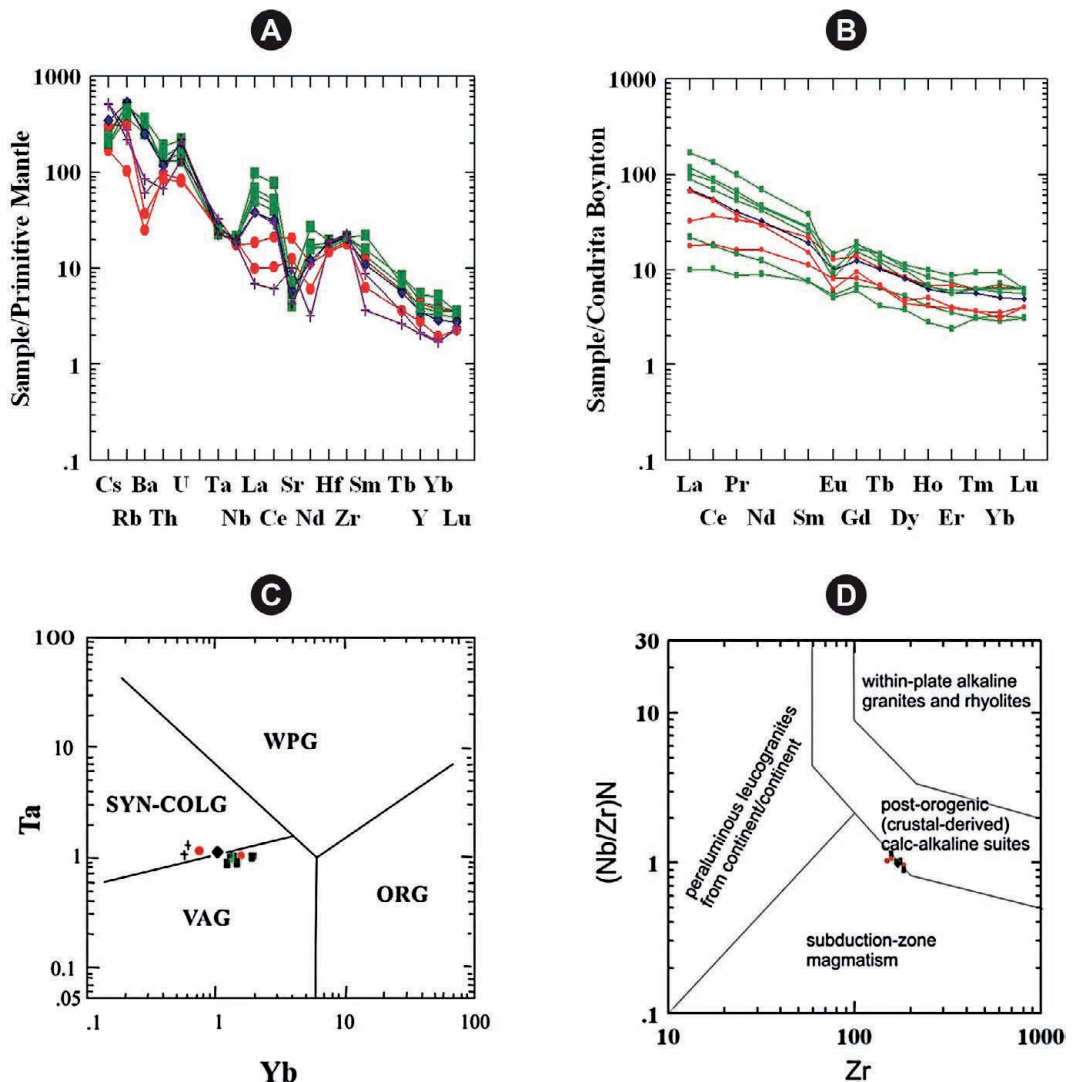 A
Sample/Primitive Mantle
1000
100
10
1
.1
Cs Ba U Ta La Sr Hf Sm Tb Yb
Rb Th Nb Ce Nd Zr Y Lu
B
Sample/Condrita Boynton
1000
100
10
1
.1
La Pr Eu Tb Ho Tm Lu
Ce Nd Sm Gd Dy Er Yb
C
Ta
100
10
1
0.1
.05
WPG
SYN-COLG
VAG
ORG
.1 1 10 100
Yb
D
(Nb/Zr)N
30
10
1
.1
within-plate alkaline
granites and rhyolites
peraluminous leucogranites
from continent/continent
post-orogenic
(crustal-derived)
calc-alkaline suites
subduction-zone
magmatism
10 100 1000
Zr